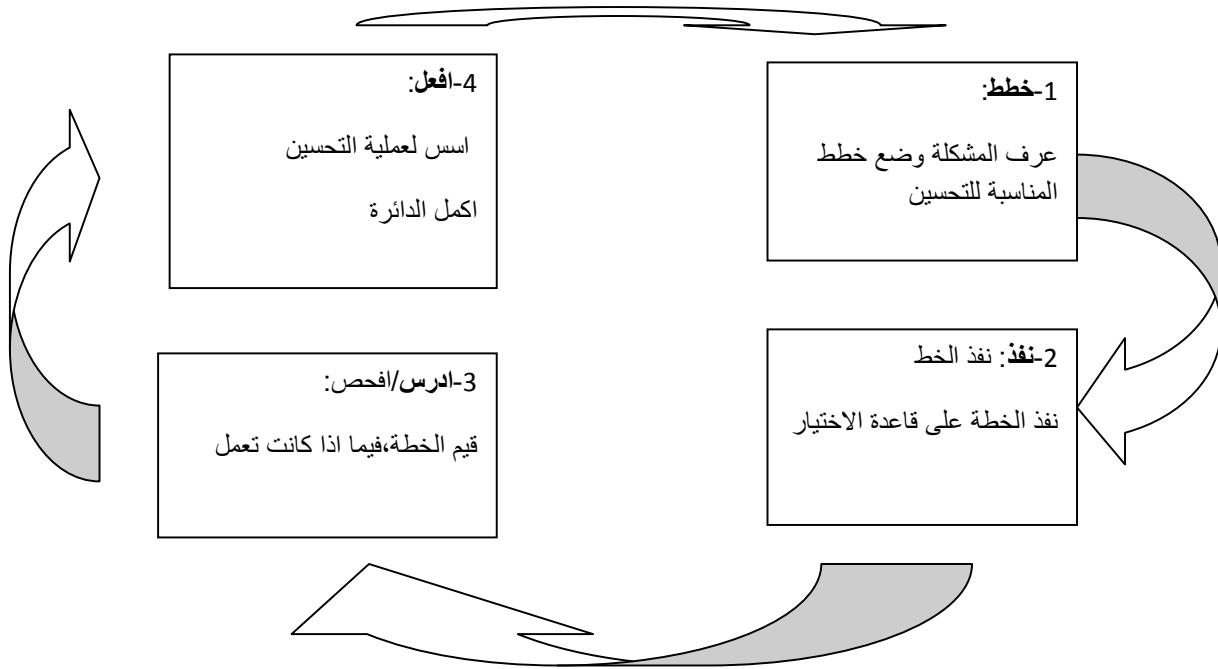 1-خطط:
عرف المشكلة وضع خطط
المناسبة للتحسين
2-نفذ: نفذ الخط
نفذ الخطة على قاعدة الاختيار
3-ادرس/افحص:
قيم الخطة،فيما اذا كانت تعمل
4-افعل:
اسس لعملية التحسين
اكمل الدائرة